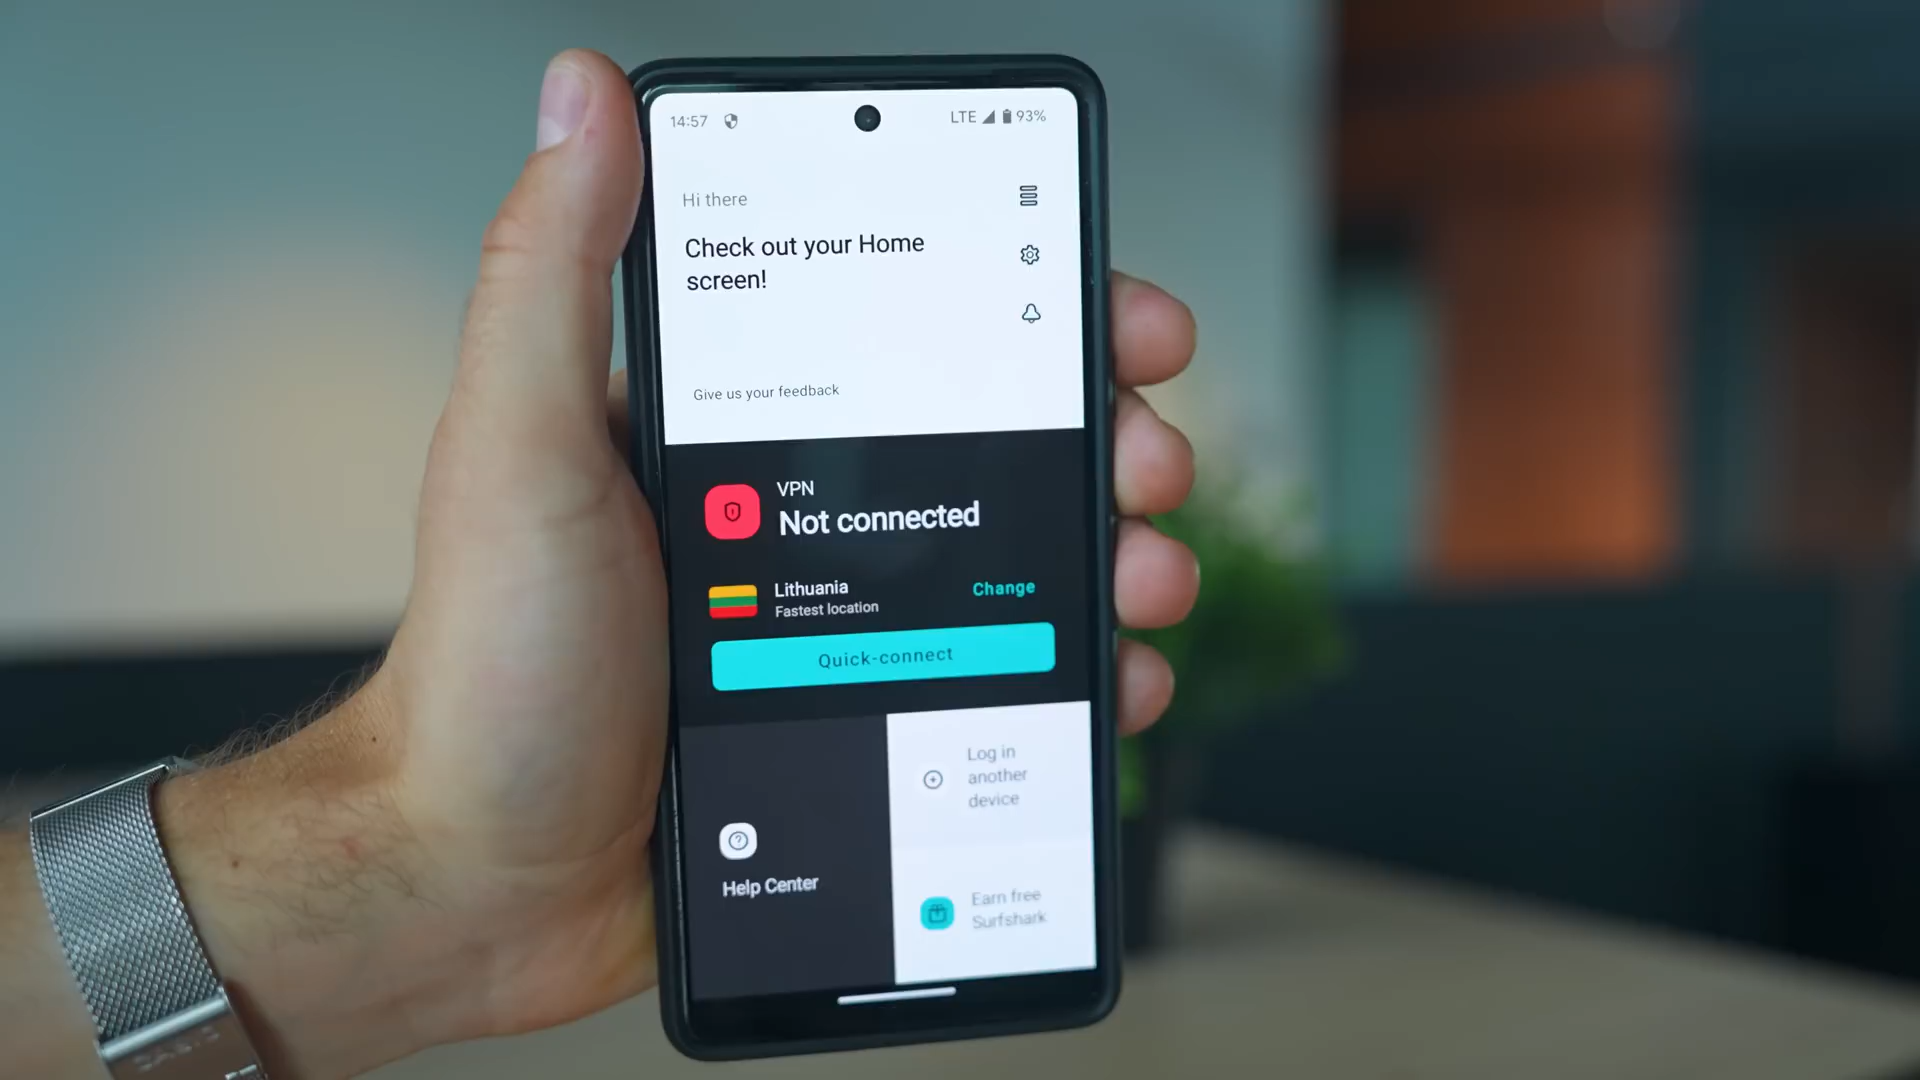 14:57
LTE 93%
Hi there
Check out your Home
screen!
Give us your feedback
VPN
Not connected
Lithuania
Change
Fastest location
Quick-connect
Log in
another
device
Help Center
Earn free
Surfshark